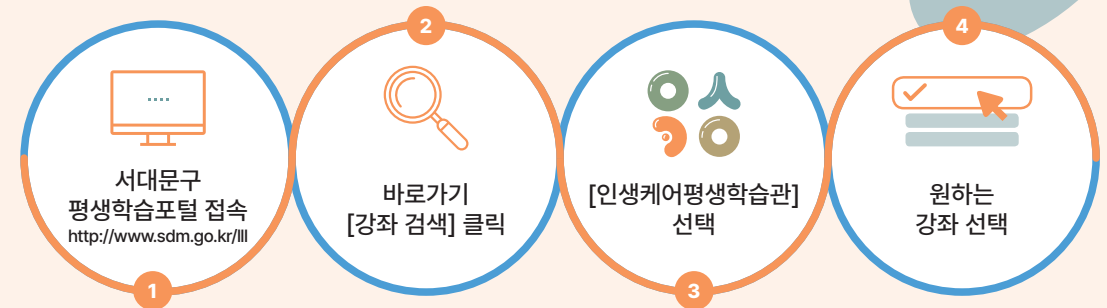 1
서대문구
평생학습포털 접속
http://www.sdm.go.kr/lll
2
바로가기
[강좌 검색] 클릭
3
[인생케어평생학습관]
선택
4
원하는
강좌 선택